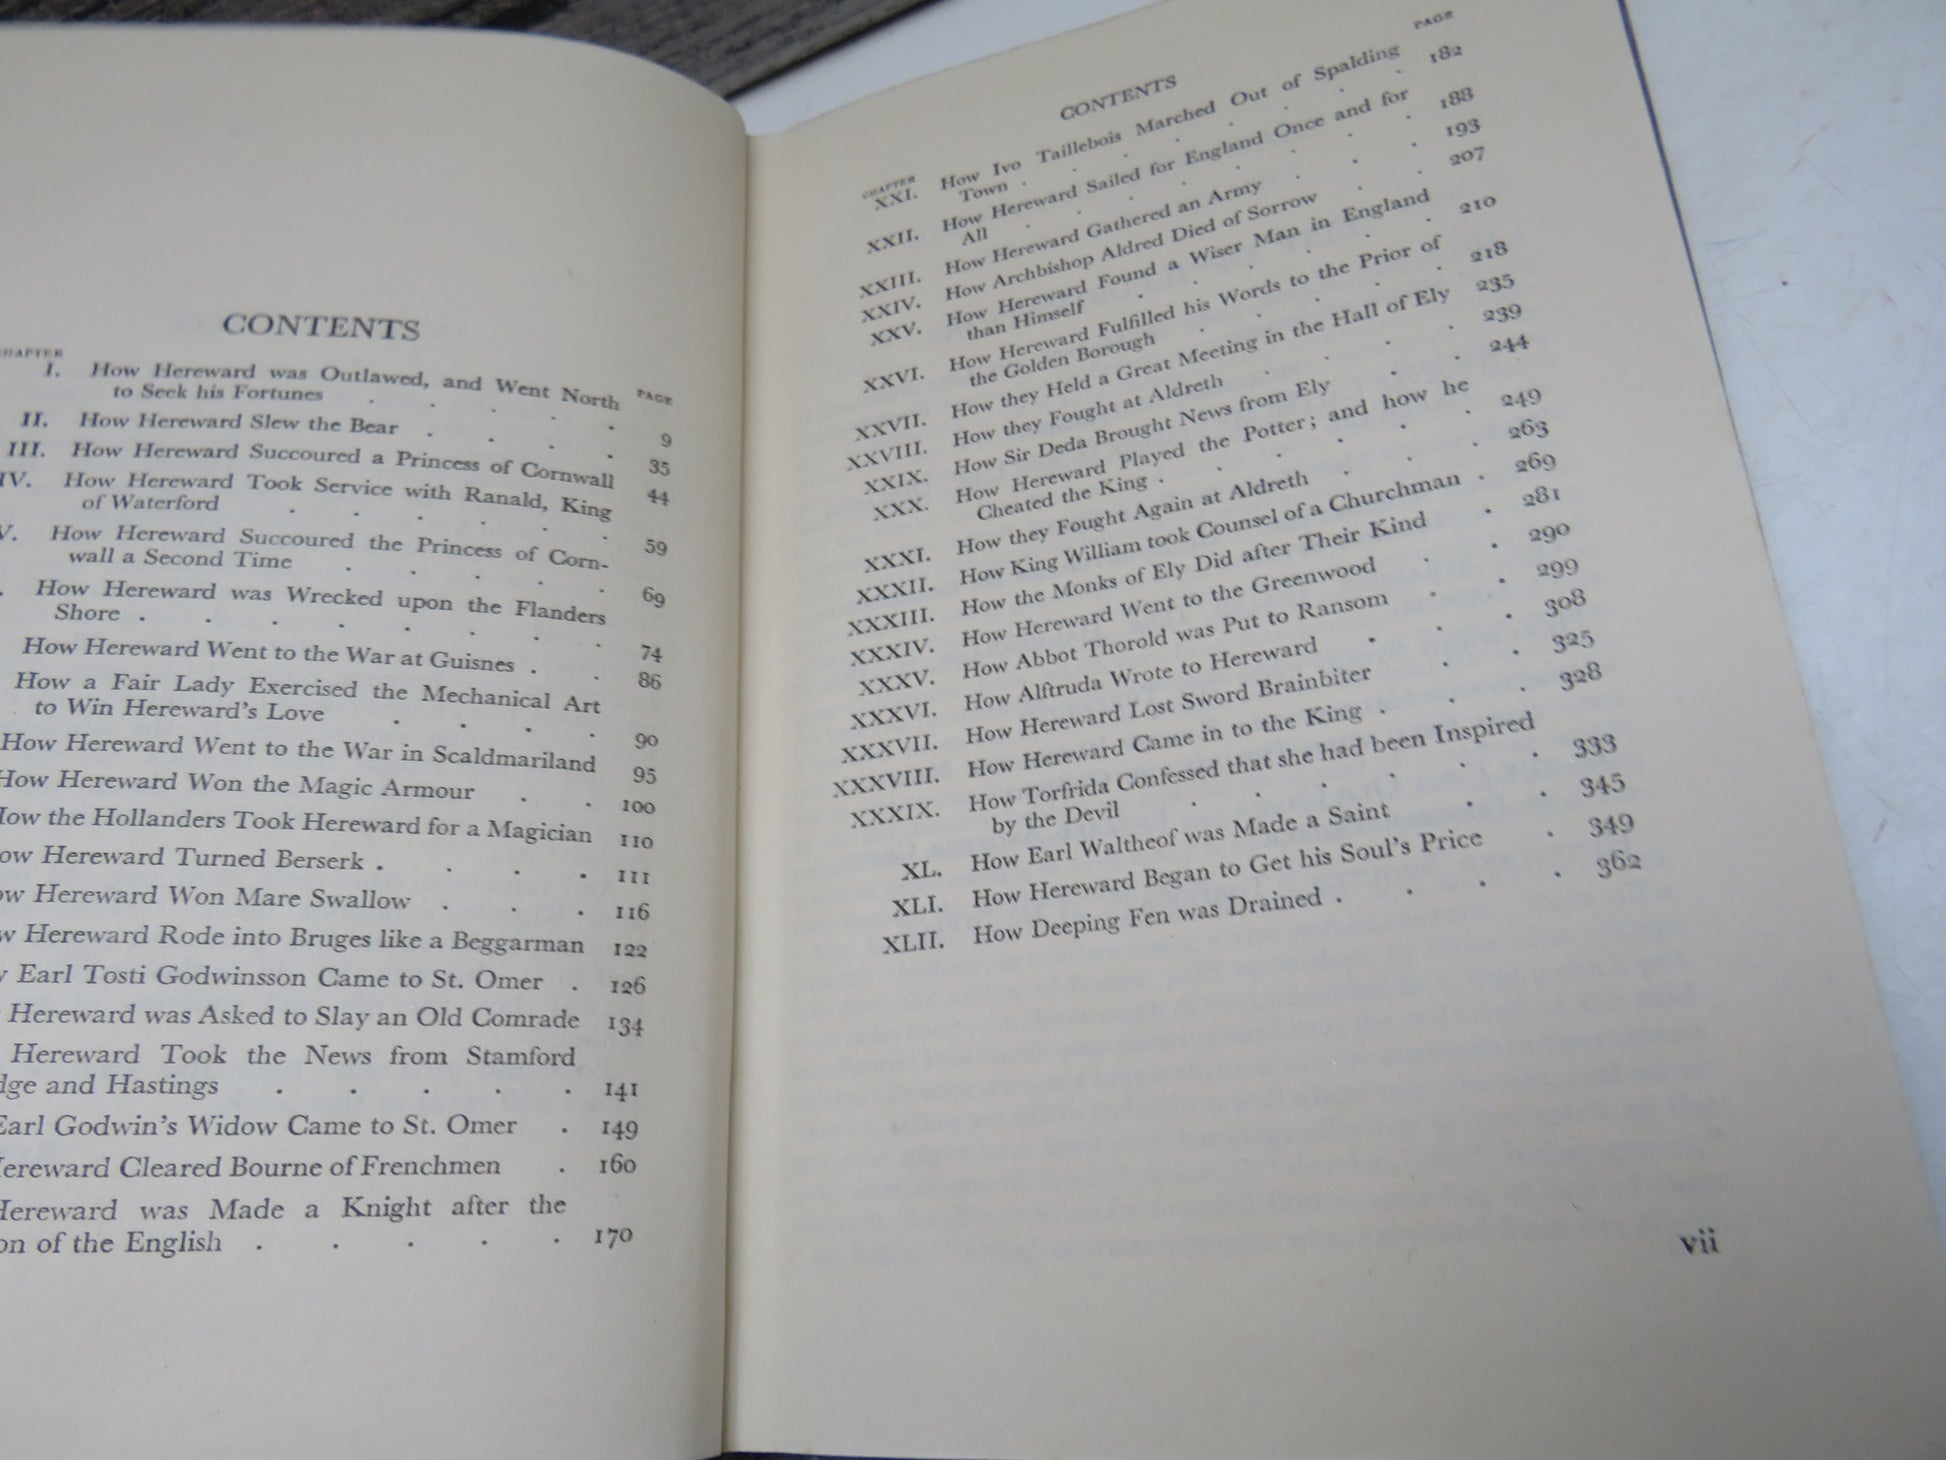 CONTENTS
CHAPTER
PAGE
I. How Hereward was Outlawed, and Went North
to Seek his Fortunes . . . . . 9
II. How Hereward Slew the Bear . . . . 35
III. How Hereward Succoured a Princess of Cornwall 44
IV. How Hereward Took Service with Ranald, King
of Waterford . . . . . . 59
V. How Hereward Succoured the Princess of Corn-
wall a Second Time . . . . . 69
. How Hereward was Wrecked upon the Flanders
Shore . . . . . . . . 74
How Hereward Went to the War at Guisnes . . 86
How a Fair Lady Exercised the Mechanical Art
to Win Hereward's Love . . . . 90
How Hereward Went to the War in Scaldmariland 95
How Hereward Won the Magic Armour . . 100
How the Hollanders Took Hereward for a Magician 110
ow Hereward Turned Berserk . . . . 111
ow Hereward Won Mare Swallow . . . 116
w Hereward Rode into Bruges like a Beggarman 122
w Earl Tosti Godwinsson Came to St. Omer . 126
Hereward was Asked to Slay an Old Comrade 134
Hereward Took the News from Stamford
dge and Hastings . . . . . 141
Earl Godwin's Widow Came to St. Omer . 149
Hereward Cleared Bourne of Frenchmen . 160
Hereward was Made a Knight after the
on of the English . . . . . 170
CONTENTS
CHAPTER
PAGE
XXI. How Ivo Taillebois Marched Out of Spalding
Town . . . . . . . 182
XXII. How Hereward Sailed for England Once and for
All . . . . . . . 188
XXIII. How Hereward Gathered an Army . . . 193
XXIV. How Archbishop Aldred Died of Sorrow . . 207
XXV. How Hereward Found a Wiser Man in England
than Himself . . . . . . 210
XXVI. How Hereward Fulfilled his Words to the Prior of
the Golden Borough . . . . . 218
XXVII. How they Held a Great Meeting in the Hall of Ely 235
XXVIII. How they Fought at Aldreth . . . . 239
XXIX. How Sir Deda Brought News from Ely . . 244
XXX. How Hereward Played the Potter; and how he
Cheated the King . . . . . . 249
XXXI. How they Fought Again at Aldreth . . . 263
XXXII. How King William took Counsel of a Churchman . 269
XXXIII. How the Monks of Ely Did after Their Kind . 281
XXXIV. How Hereward Went to the Greenwood . . 290
XXXV. How Abbot Thorold was Put to Ransom . . 299
XXXVI. How Alftruda Wrote to Hereward . . . 308
XXXVII. How Hereward Lost Sword Brainbiter . . 325
XXXVIII. How Hereward Came in to the King . . . 328
XXXIX. How Torfrida Confessed that she had been Inspired
by the Devil . . . . . . 333
XL. How Earl Waltheof was Made a Saint . . 345
XLI. How Hereward Began to Get his Soul's Price . 349
XLII. How Deeping Fen was Drained . . . . 362
vii